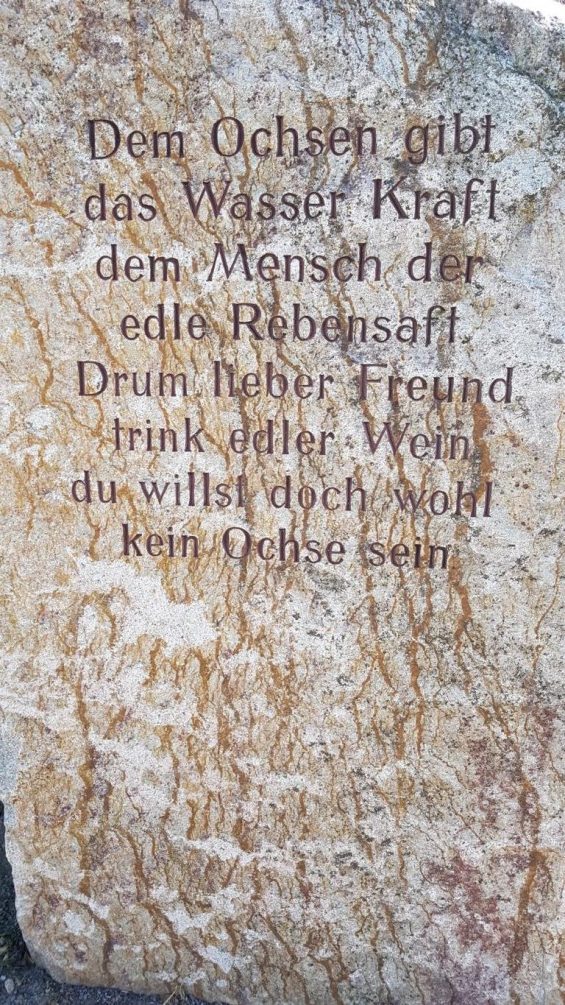 Dem Ochsen gibt
das Wasser Kraft
dem Mensch der
edle Rebensaft
Drum lieber Freund
trink edler Wein
du willst doch wohl
kein Ochse sein